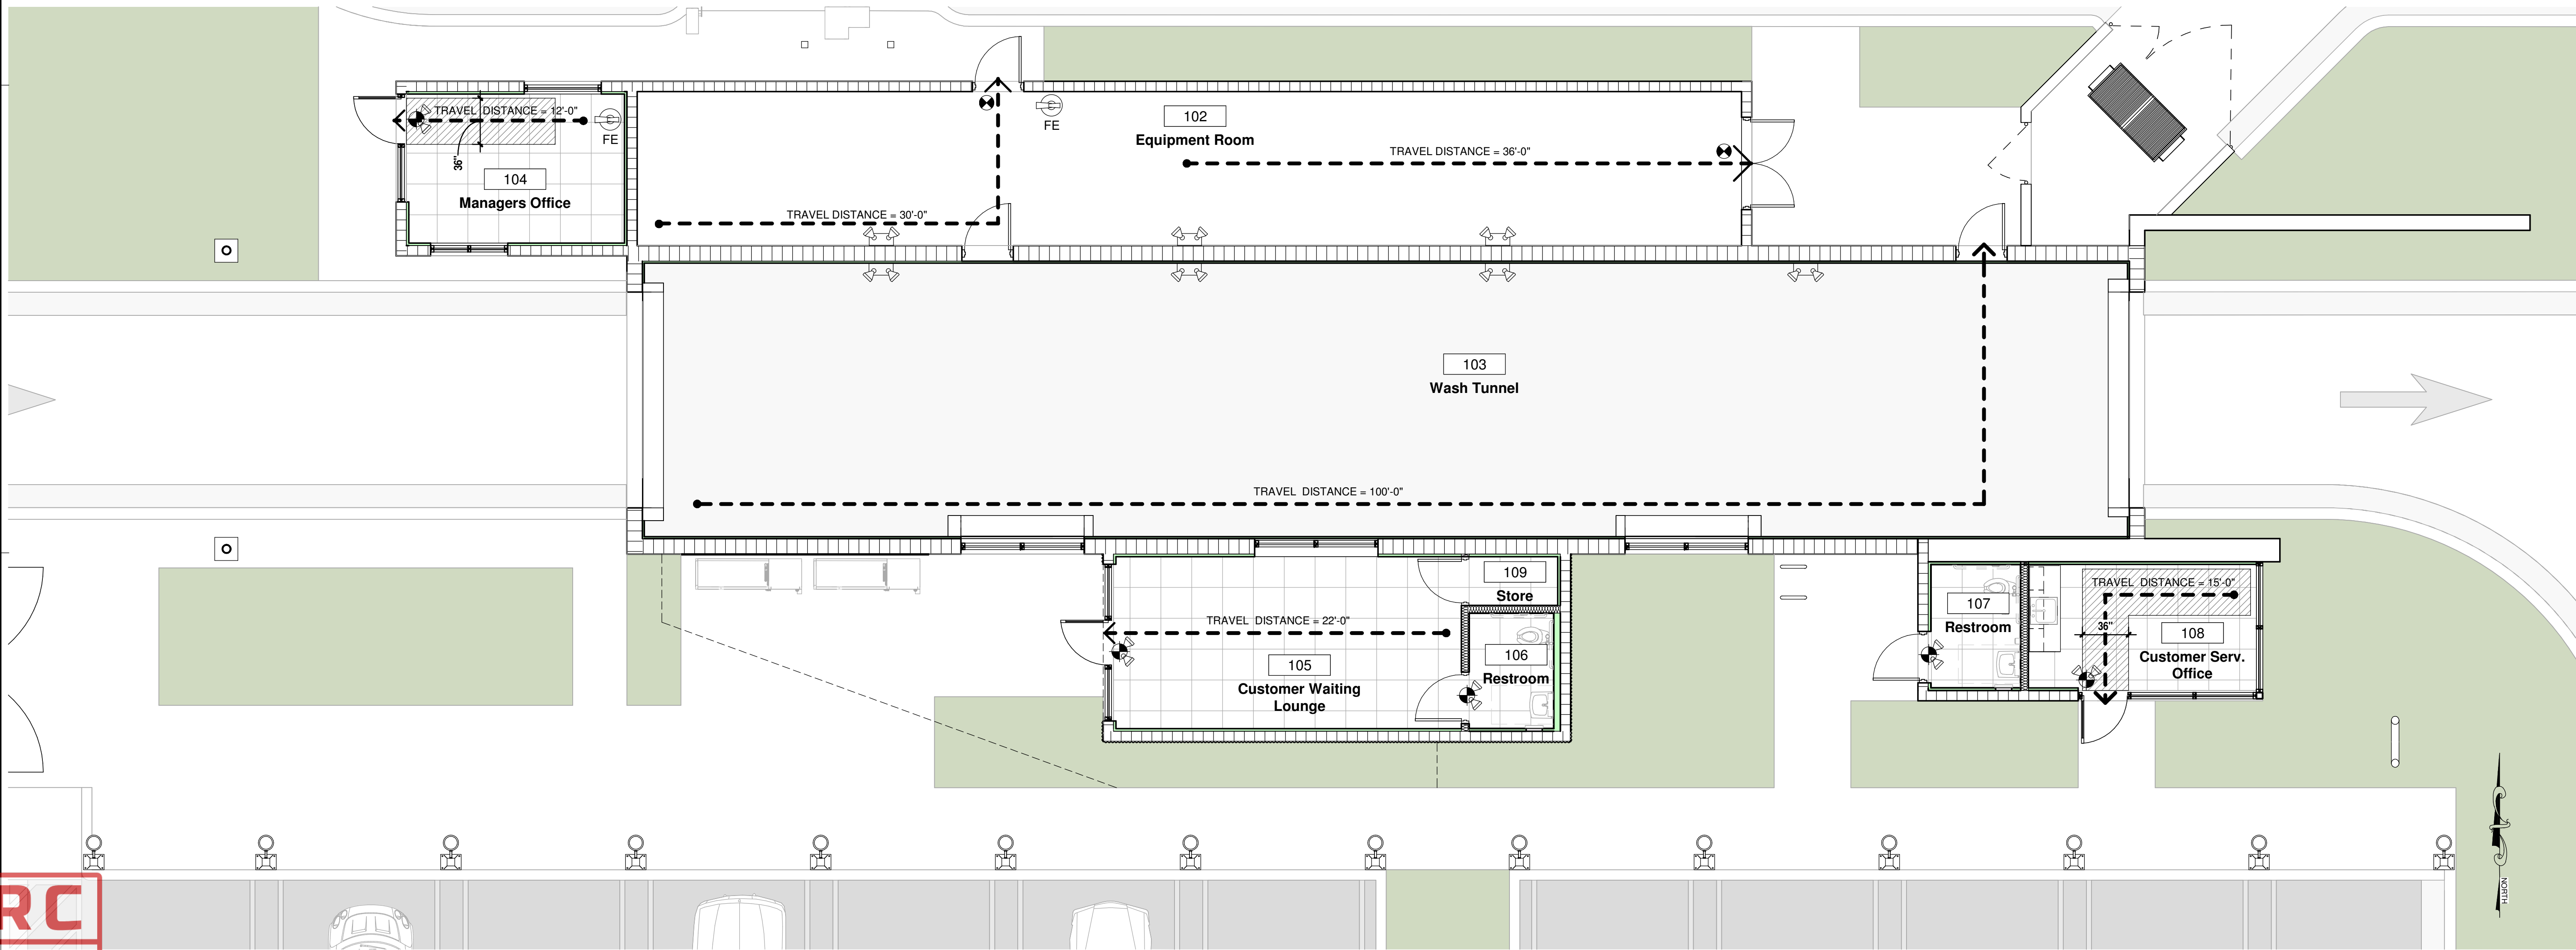 TRAVEL DISTANCE = 12'-0"
FE
36"
104
Managers Office
FE
102
Equipment Room
TRAVEL DISTANCE = 36'-0"
TRAVEL DISTANCE = 30'-0"
103
Wash Tunnel
TRAVEL DISTANCE = 100'-0"
109
Store
TRAVEL DISTANCE = 22'-0"
105
Customer Waiting
Lounge
106
Restroom
107
Restroom
TRAVEL DISTANCE = 15'-0"
36"
108
Customer Serv.
Office
NORTH
RC